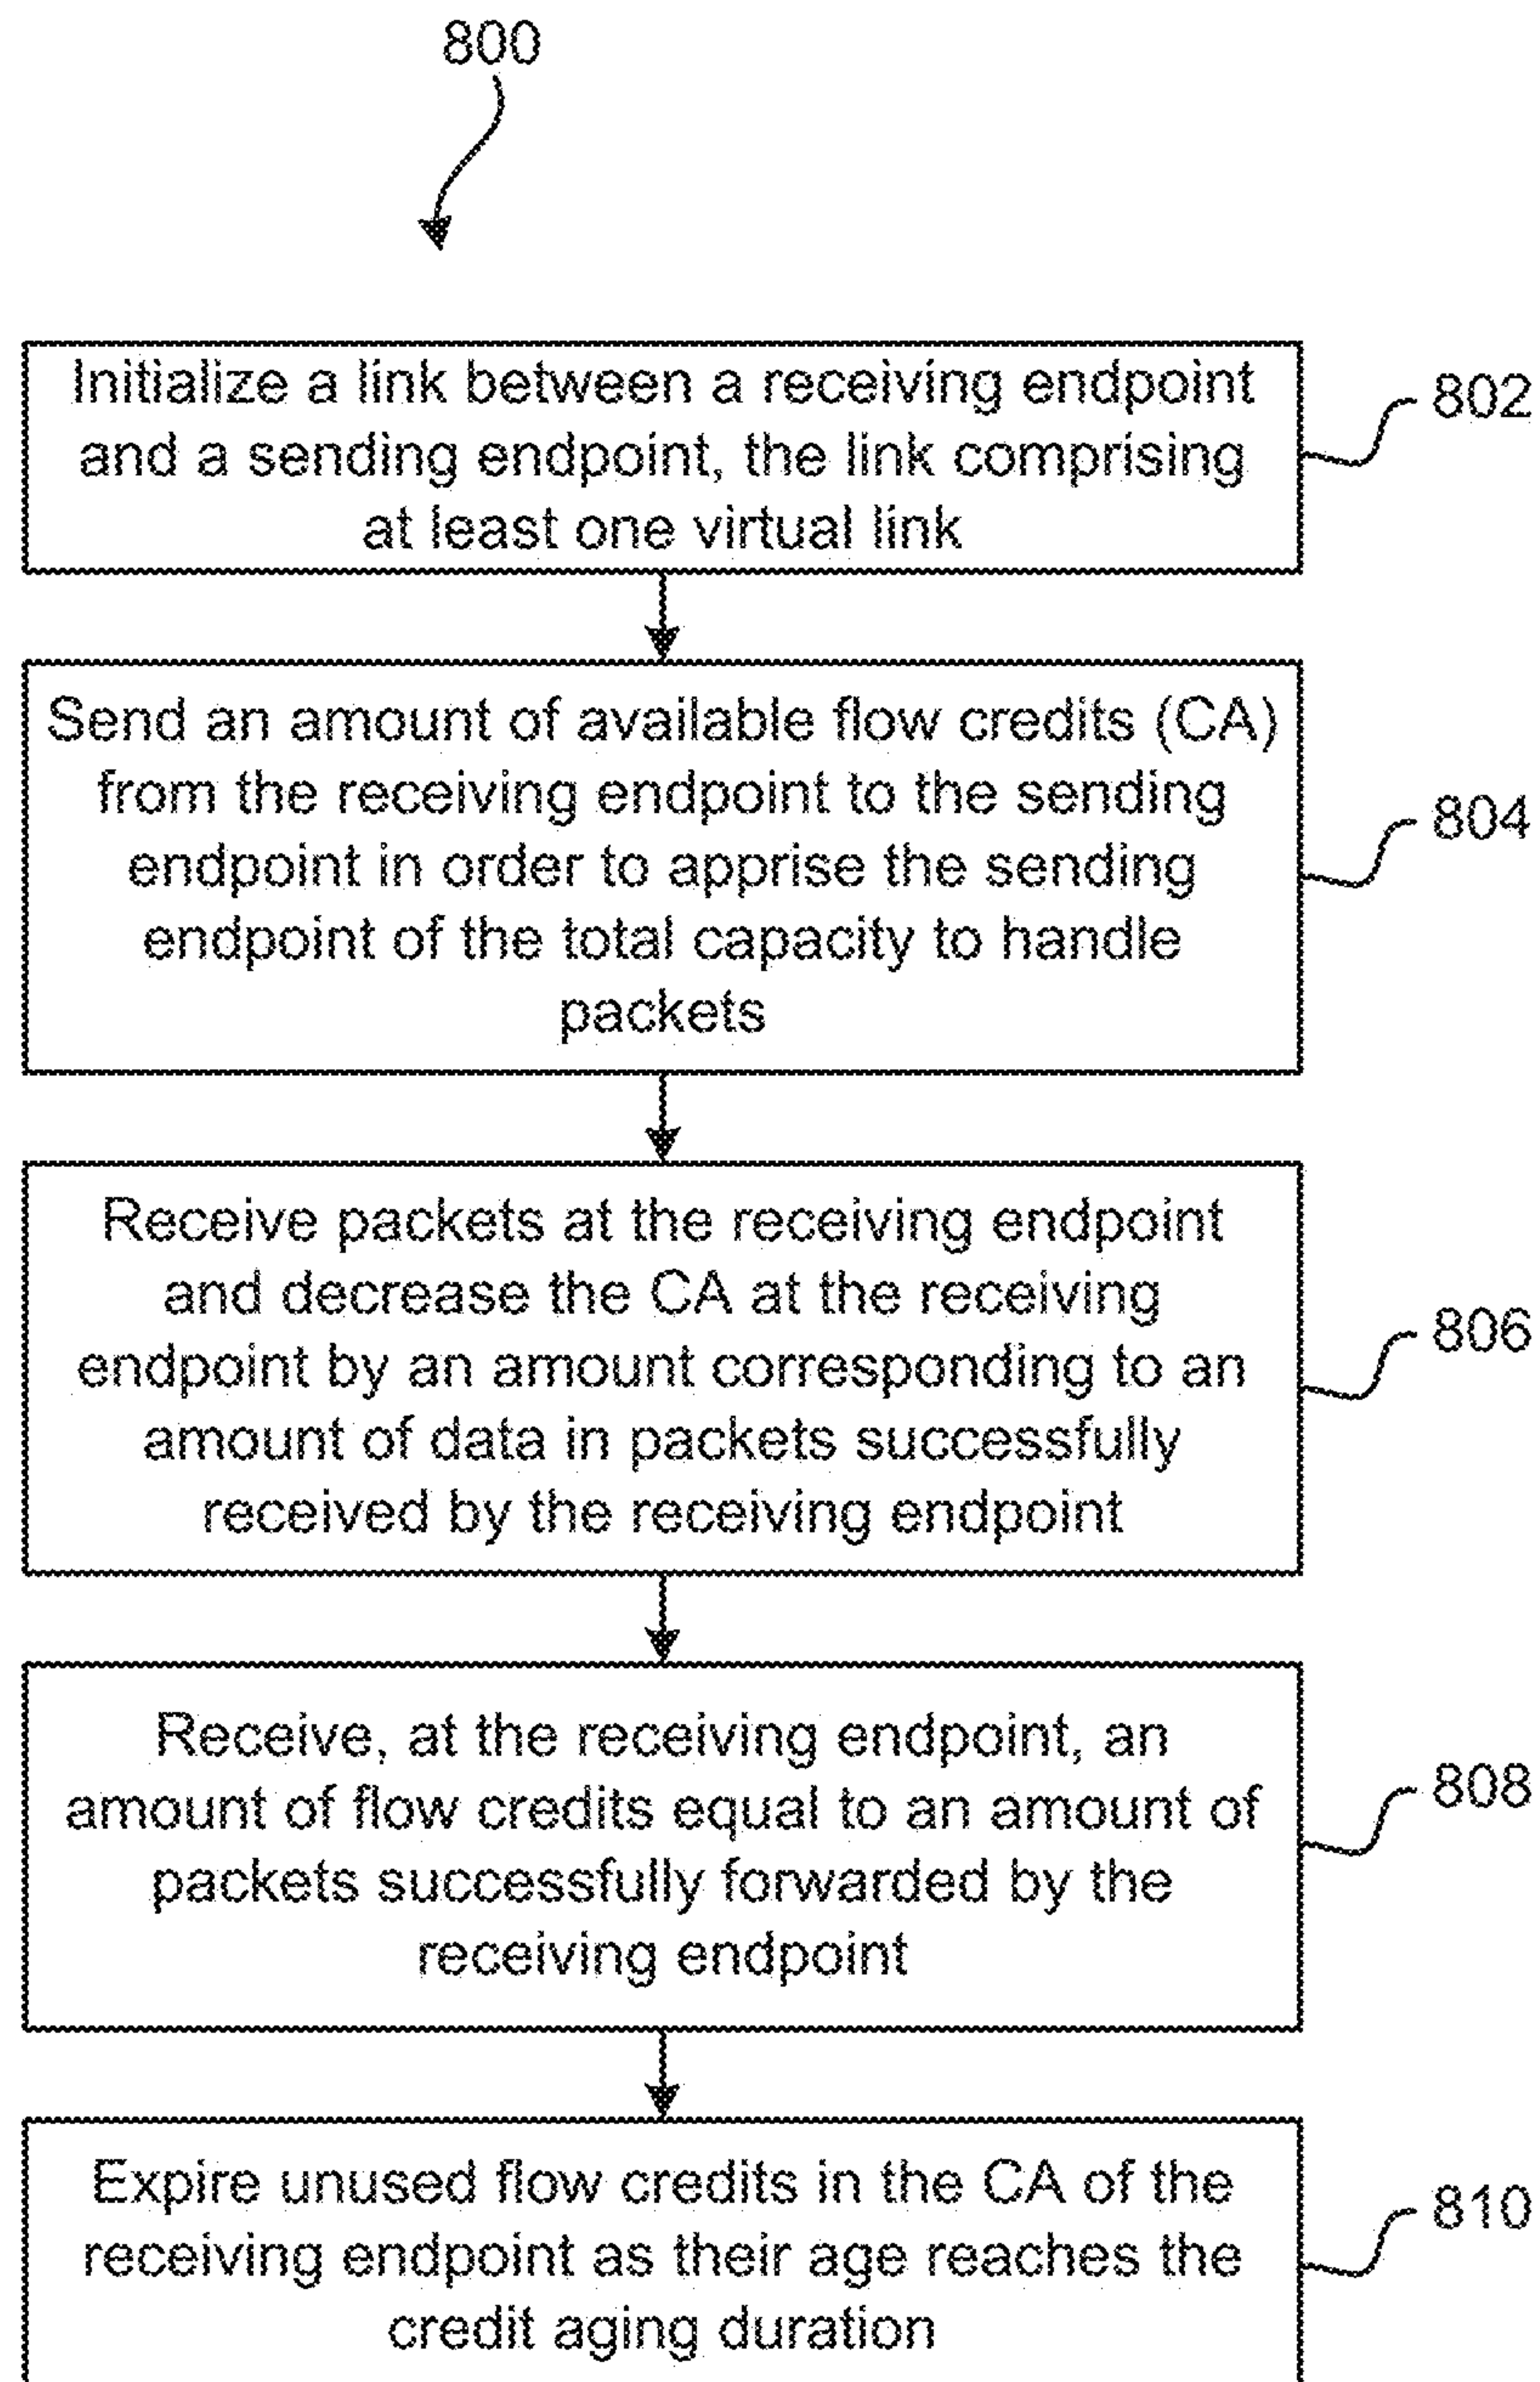 800
Initialize a link between a receiving endpoint
and a sending endpoint, the link comprising
at least one virtual link
802
Send an amount of available flow credits (CA)
from the receiving endpoint to the sending
endpoint in order to apprise the sending
endpoint of the total capacity to handle
packets
804
Receive packets at the receiving endpoint
and decrease the CA at the receiving
endpoint by an amount corresponding to an
amount of data in packets successfully
received by the receiving endpoint
806
Receive, at the receiving endpoint, an
amount of flow credits equal to an amount of
packets successfully forwarded by the
receiving endpoint
808
Expire unused flow credits in the CA of the
receiving endpoint as their age reaches the
credit aging duration
810